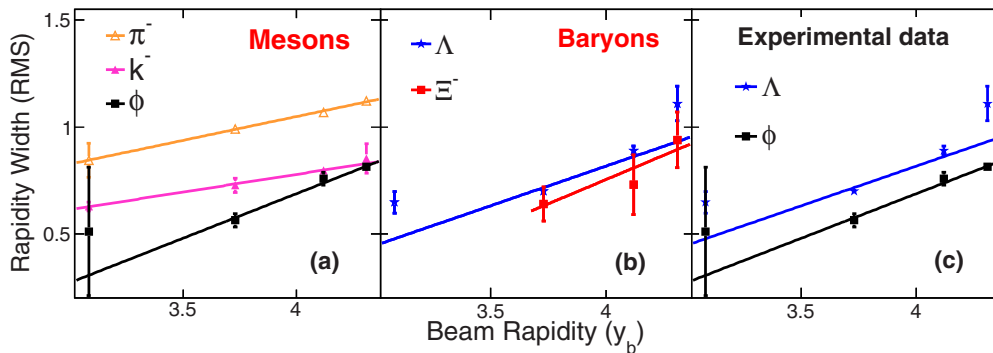 Rapidity Width (RMS)
1.5
1
0.5
π⁻
k⁻
ϕ
Mesons
(a)
3.5
4
Λ
Ξ⁻
Baryons
(b)
3.5
4
Experimental data
Λ
ϕ
(c)
3.5
4
Beam Rapidity (y_b)